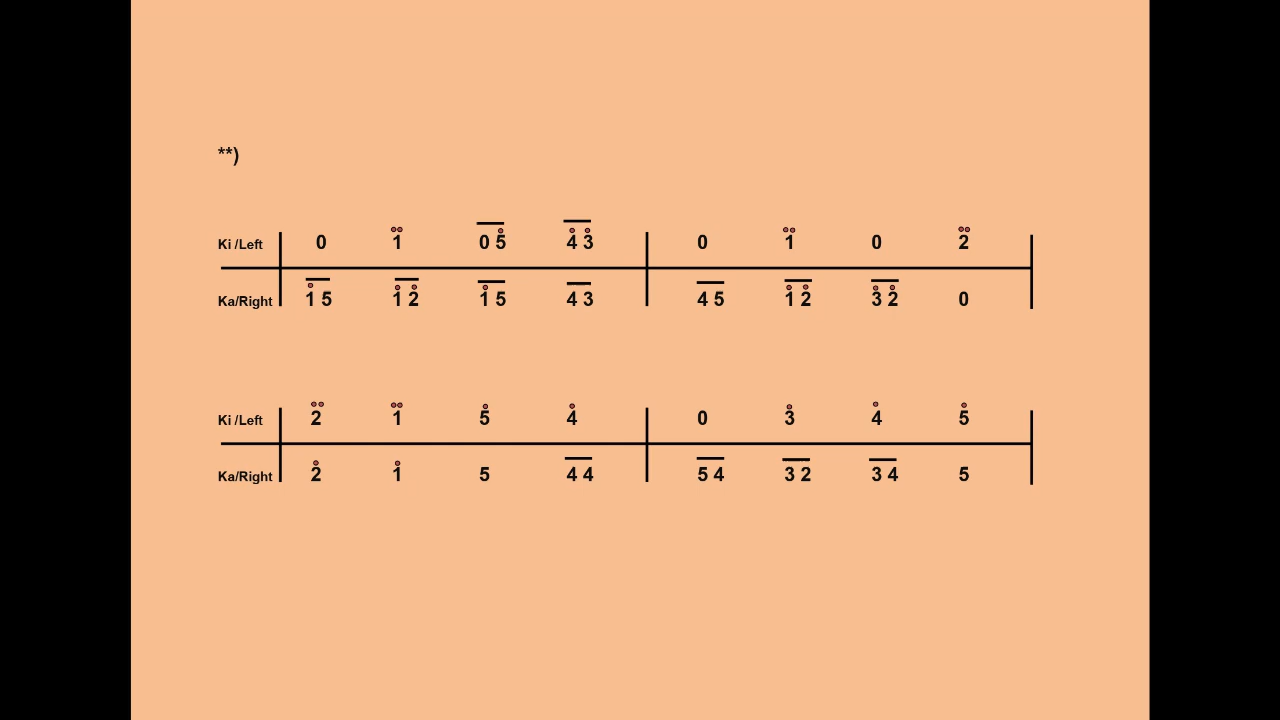 **)
Ki /Left 0 1̈ 0 5̇ 4̇ 3̇ 0 1̈ 0 2̈
Ka/Right 1̇ 5 1̇ 2̇ 1̇ 5 4 3 4 5 1̇ 2̇ 3̇ 2̇ 0
Ki /Left 2̈ 1̈ 5̇ 4̇ 0 3̇ 4̇ 5̇
Ka/Right 2̇ 1̇ 5 4 4 5 4 3 2 3 4 5